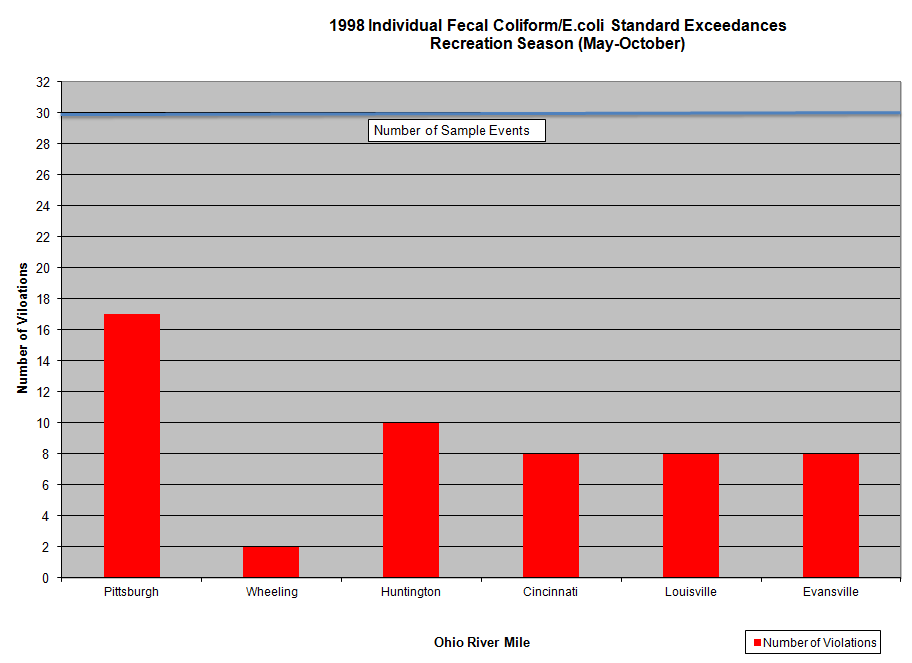 1998 Individual Fecal Coliform/E.coli Standard Exceedances
Recreation Season (May-October)
32
30
28
26
24
22
20
18
16
14
12
10
8
6
4
2
0
Number of Viloations
Number of Sample Events
Pittsburgh Wheeling Huntington Cincinnati Louisville Evansville
Ohio River Mile
Number of Violations